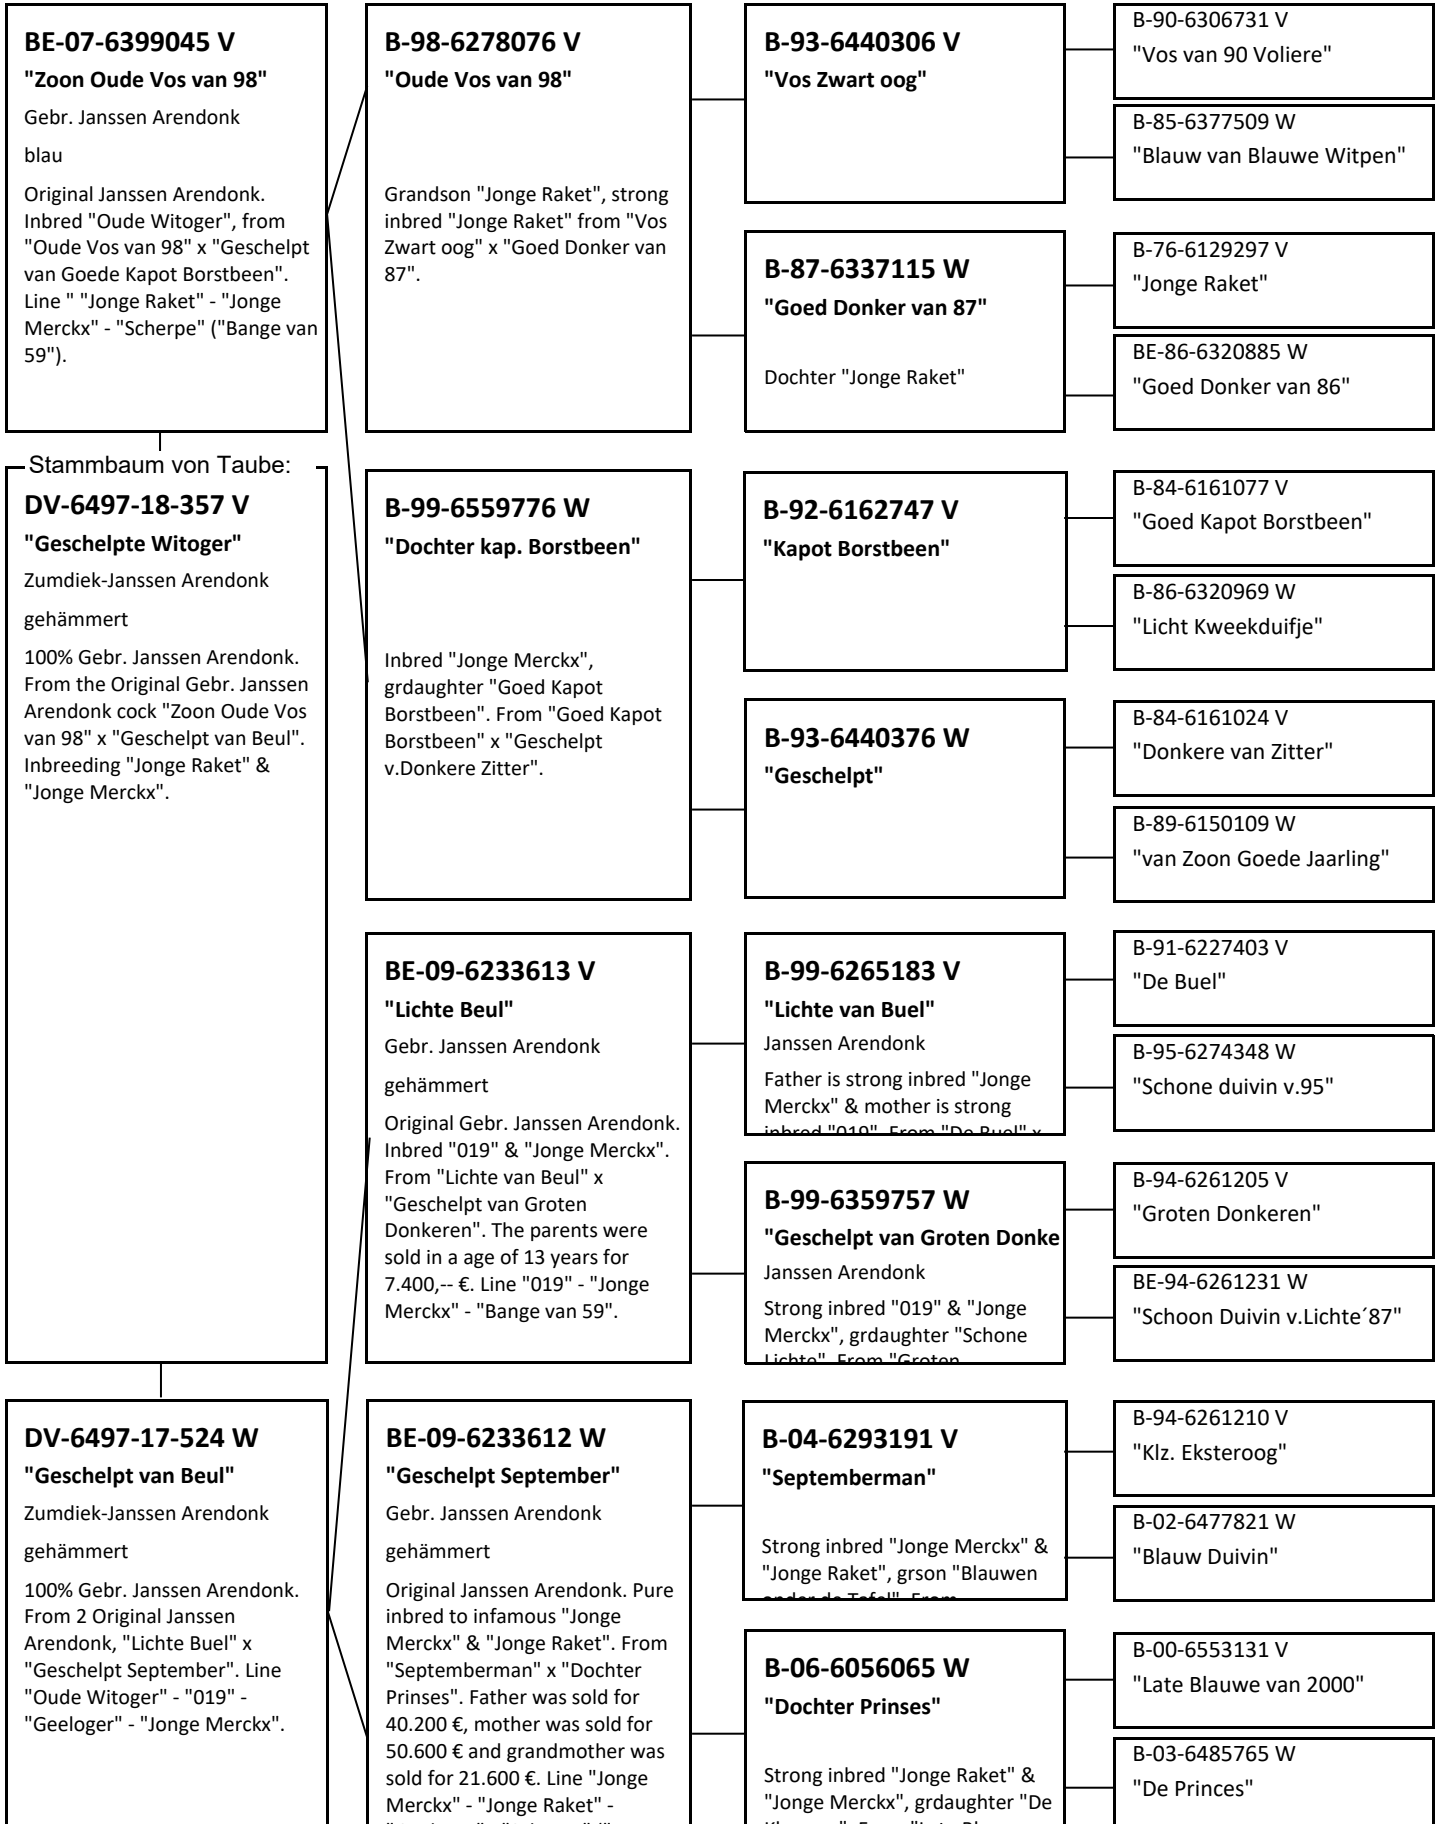 BE-07-6399045 V
"Zoon Oude Vos van 98"
Gebr. Janssen Arendonk
blau
Original Janssen Arendonk.
Inbred "Oude Witoger", from
"Oude Vos van 98" x "Geschelpt
van Goede Kapot Borstbeen".
Line " "Jonge Raket" - "Jonge
Merckx" - "Scherpe" ("Bange van
59").
Stammbaum von Taube:
DV-6497-18-357 V
"Geschelpte Witoger"
Zumdiek-Janssen Arendonk
gehämmert
100% Gebr. Janssen Arendonk.
From the Original Gebr. Janssen
Arendonk cock "Zoon Oude Vos
van 98" x "Geschelpt van Beul".
Inbreeding "Jonge Raket" &
"Jonge Merckx".
DV-6497-17-524 W
"Geschelpt van Beul"
Zumdiek-Janssen Arendonk
gehämmert
100% Gebr. Janssen Arendonk.
From 2 Original Janssen
Arendonk, "Lichte Buel" x
"Geschelpt September". Line
"Oude Witoger" - "019" -
"Geeloger" - "Jonge Merckx".
B-98-6278076 V
"Oude Vos van 98"
Grandson "Jonge Raket", strong
inbred "Jonge Raket" from "Vos
Zwart oog" x "Goed Donker van
87".
B-99-6559776 W
"Dochter kap. Borstbeen"
Inbred "Jonge Merckx",
grdaughter "Goed Kapot
Borstbeen". From "Goed Kapot
Borstbeen" x "Geschelpt
v.Donkere Zitter".
BE-09-6233613 V
"Lichte Beul"
Gebr. Janssen Arendonk
gehämmert
Original Gebr. Janssen Arendonk.
Inbred "019" & "Jonge Merckx".
From "Lichte van Beul" x
"Geschelpt van Groten
Donkeren". The parents were
sold in a age of 13 years for
7.400,-- €. Line "019" - "Jonge
Merckx" - "Bange van 59".
BE-09-6233612 W
"Geschelpt September"
Gebr. Janssen Arendonk
gehämmert
Original Janssen Arendonk. Pure
inbred to infamous "Jonge
Merckx" & "Jonge Raket". From
"Septemberman" x "Dochter
Prinses". Father was sold for
40.200 €, mother was sold for
50.600 € and grandmother was
sold for 21.600 €. Line "Jonge
Merckx" - "Jonge Raket" -
B-93-6440306 V
"Vos Zwart oog"
B-87-6337115 W
"Goed Donker van 87"
Dochter "Jonge Raket"
B-92-6162747 V
"Kapot Borstbeen"
B-93-6440376 W
"Geschelpt"
B-99-6265183 V
"Lichte van Buel"
Janssen Arendonk
Father is strong inbred "Jonge
Merckx" & mother is strong
inbred "019". From "De Buel" x
B-99-6359757 W
"Geschelpt van Groten Donke
Janssen Arendonk
Strong inbred "019" & "Jonge
Merckx", grdaughter "Schone
Lichte". From "Groten
B-04-6293191 V
"Septemberman"
Strong inbred "Jonge Merckx" &
"Jonge Raket", grson "Blauwen
onder de Tafel". From
B-06-6056065 W
"Dochter Prinses"
Strong inbred "Jonge Raket" &
"Jonge Merckx", grdaughter "De
B-90-6306731 V
"Vos van 90 Voliere"
B-85-6377509 W
"Blauw van Blauwe Witpen"
B-76-6129297 V
"Jonge Raket"
BE-86-6320885 W
"Goed Donker van 86"
B-84-6161077 V
"Goed Kapot Borstbeen"
B-86-6320969 W
"Licht Kweekduifje"
B-84-6161024 V
"Donkere van Zitter"
B-89-6150109 W
"van Zoon Goede Jaarling"
B-91-6227403 V
"De Buel"
B-95-6274348 W
"Schone duivin v.95"
B-94-6261205 V
"Groten Donkeren"
BE-94-6261231 W
"Schoon Duivin v.Lichte´87"
B-94-6261210 V
"Klz. Eksteroog"
B-02-6477821 W
"Blauw Duivin"
B-00-6553131 V
"Late Blauwe van 2000"
B-03-6485765 W
"De Princes"